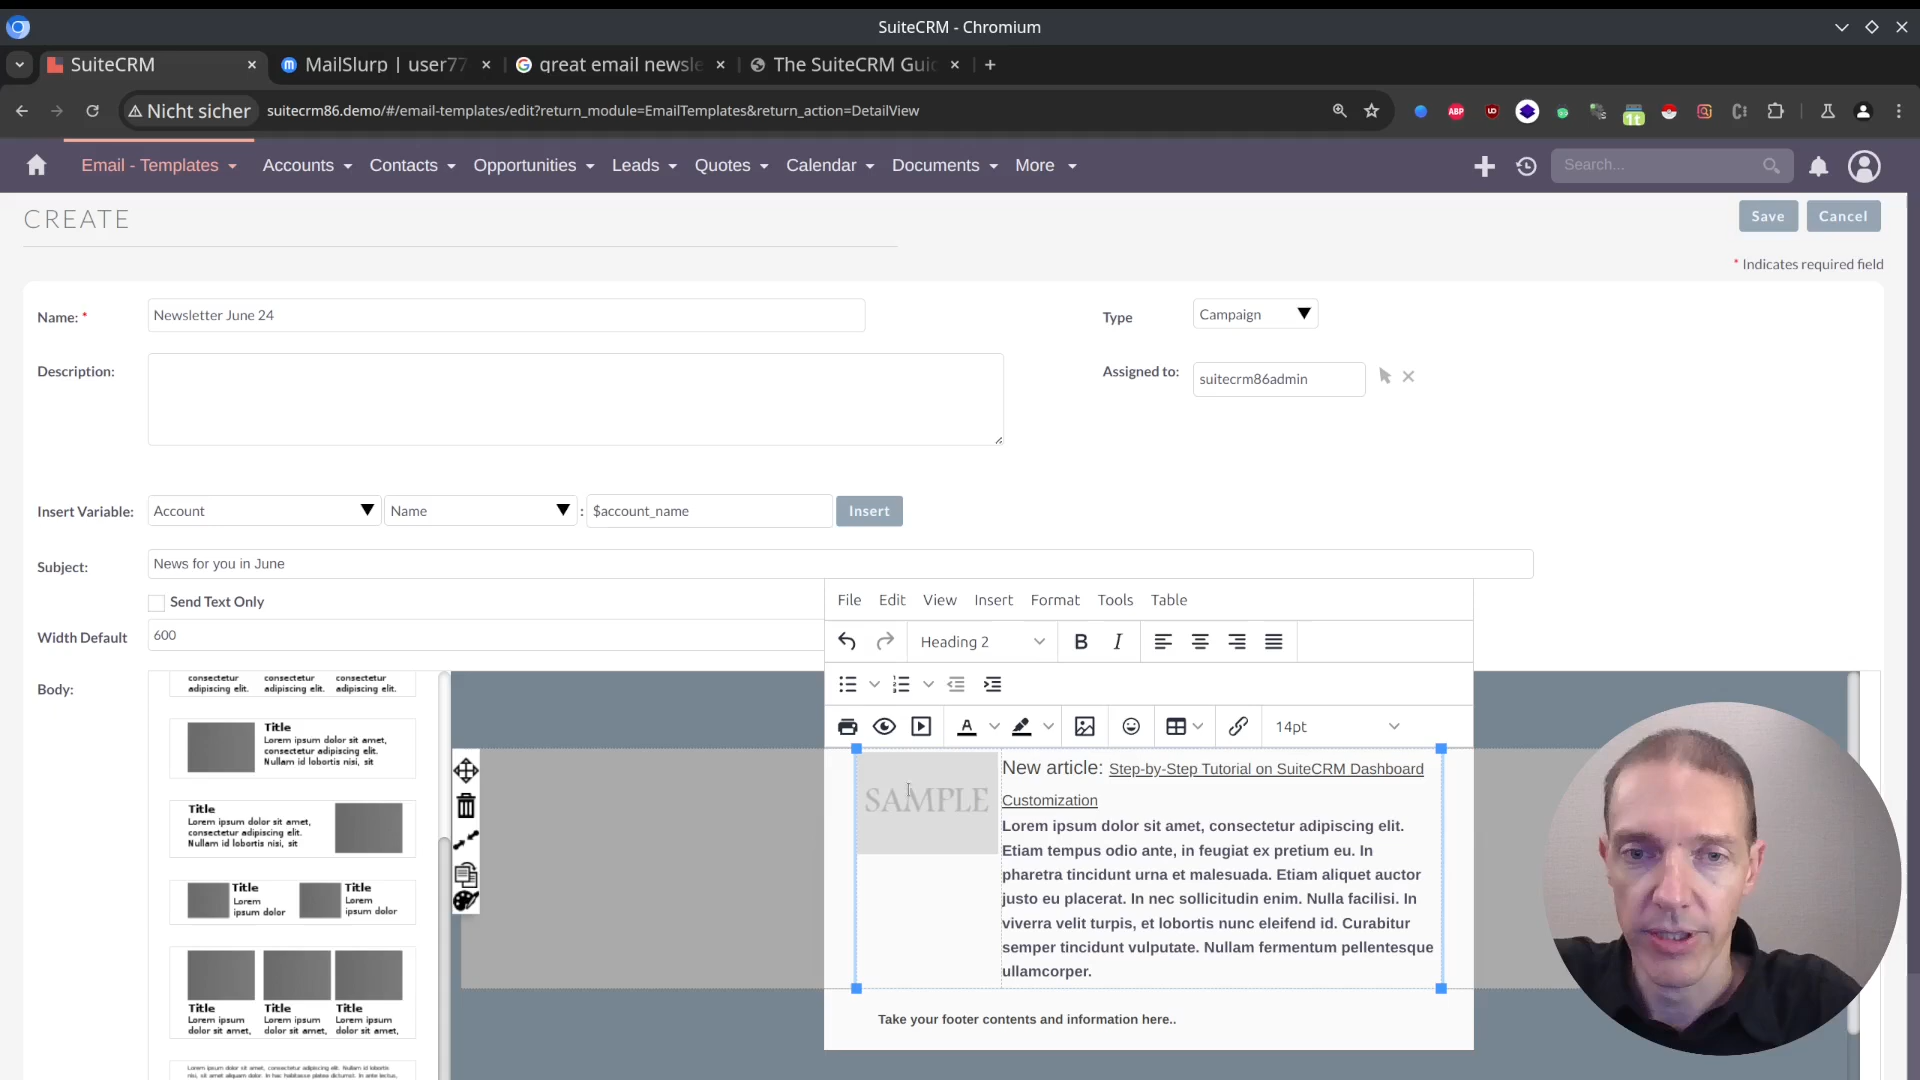 SuiteCRM - Chromium
SuiteCRM
MailSlurp | user77
great email newsle
The SuiteCRM Guid
Nicht sicher
suitecrm86.demo/#/email-templates/edit?return_module=EmailTemplates&return_action=DetailView
ABP
1t
Email - Templates
Accounts
Contacts
Opportunities
Leads
Quotes
Calendar
Documents
More
Search...
CREATE
Save
Cancel
* Indicates required field
Name: *
Newsletter June 24
Type
Campaign
Description:
Assigned to:
suitecrm86admin
Insert Variable:
Account
Name
:
$account_name
Insert
Subject:
News for you in June
Send Text Only
Width Default
600
File
Edit
View
Insert
Format
Tools
Table
Heading 2
B
I
14pt
Body:
consectetur
adipiscing elit.
consectetur
adipiscing elit.
consectetur
adipiscing elit.
Title
Lorem ipsum dolor sit amet,
consectetur adipiscing elit.
Nullam id lobortis nisi, sit
Title
Lorem ipsum dolor sit amet,
consectetur adipiscing elit.
Nullam id lobortis nisi, sit
Title
Lorem
ipsum dolor
Title
Lorem
ipsum dolor
Title
Lorem ipsum
dolor sit amet,
Title
Lorem ipsum
dolor sit amet,
Title
Lorem ipsum
dolor sit amet,
SAMPLE
New article: Step-by-Step Tutorial on SuiteCRM Dashboard
Customization
Lorem ipsum dolor sit amet, consectetur adipiscing elit.
Etiam tempus odio ante, in feugiat ex pretium eu. In
pharetra tincidunt urna et malesuada. Etiam aliquet auctor
justo eu placerat. In nec sollicitudin enim. Nulla facilisi. In
viverra velit turpis, et lobortis nunc eleifend id. Curabitur
semper tincidunt vulputate. Nullam fermentum pellentesque
ullamcorper.
Take your footer contents and information here..